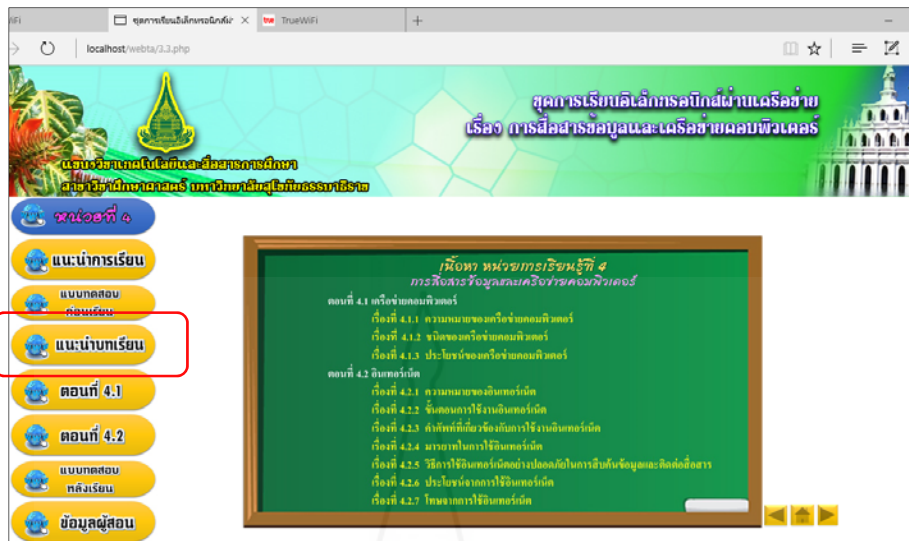 iFi
ชุดการเรียนอิเล็กทรอนิกส์ผ่า
true TrueWiFi
localhost/webta/3.3.php
ชุดการเรียนอิเล็กทรอนิกส์ผ่านเครือข่าย
เรื่อง การสื่อสารข้อมูลและเครือข่ายคอมพิวเตอร์
แขนงวิชาเทคโนโลยีและสื่อสารการศึกษา
สาขาวิชาศึกษาศาสตร์ มหาวิทยาลัยสุโขทัยธรรมาธิราช
หน่วยที่ 4
แนะนำการเรียน
แบบทดสอบ
ก่อนเรียน
แนะนำบทเรียน
ตอนที่ 4.1
ตอนที่ 4.2
แบบทดสอบ
หลังเรียน
ข้อมูลผู้สอน
เนื้อหา หน่วยการเรียนรู้ที่ 4
การสื่อสารข้อมูลและเครือข่ายคอมพิวเตอร์
ตอนที่ 4.1 เครือข่ายคอมพิวเตอร์
เรื่องที่ 4.1.1 ความหมายของเครือข่ายคอมพิวเตอร์
เรื่องที่ 4.1.2 ชนิดของเครือข่ายคอมพิวเตอร์
เรื่องที่ 4.1.3 ประโยชน์ของเครือข่ายคอมพิวเตอร์
ตอนที่ 4.2 อินเทอร์เน็ต
เรื่องที่ 4.2.1 ความหมายของอินเทอร์เน็ต
เรื่องที่ 4.2.2 ขั้นตอนการใช้งานอินเทอร์เน็ต
เรื่องที่ 4.2.3 คำศัพท์ที่เกี่ยวข้องกับการใช้งานอินเทอร์เน็ต
เรื่องที่ 4.2.4 มารยาทในการใช้อินเทอร์เน็ต
เรื่องที่ 4.2.5 วิธีการใช้อินเทอร์เน็ตอย่างปลอดภัยในการสืบค้นข้อมูลและติดต่อสื่อสาร
เรื่องที่ 4.2.6 ประโยชน์จากการใช้อินเทอร์เน็ต
เรื่องที่ 4.2.7 โทษจากการใช้อินเทอร์เน็ต